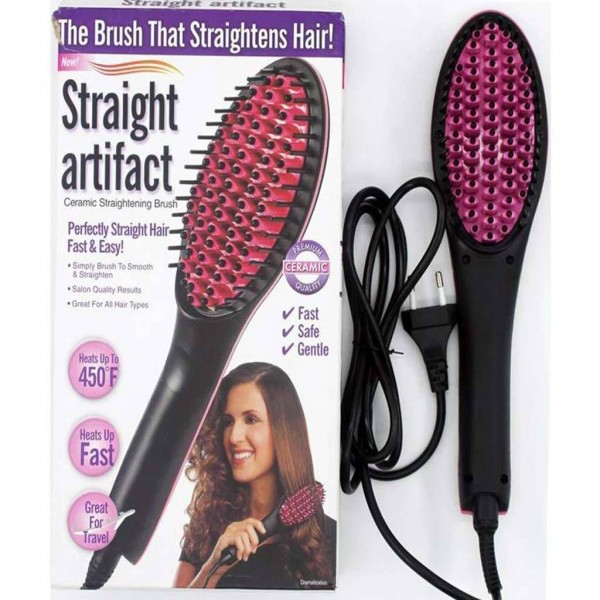 Straight artifact
The Brush That Straightens Hair!
New!
Straight
artifact
Ceramic Straightening Brush
Perfectly Straight Hair
Fast & Easy!
• Simply Brush To Smooth
& Straighten
• Salon Quality Results
• Great For All Hair Types
PREMIUM
CERAMIC
QUALITY
✓ Fast
✓ Safe
✓ Gentle
Heats Up To
450°F
Heats Up
Fast
Great
For
Travel
Dramatization